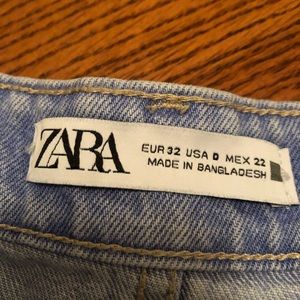 ZARA
EUR 32 USA 0 MEX 22
MADE IN BANGLADESH